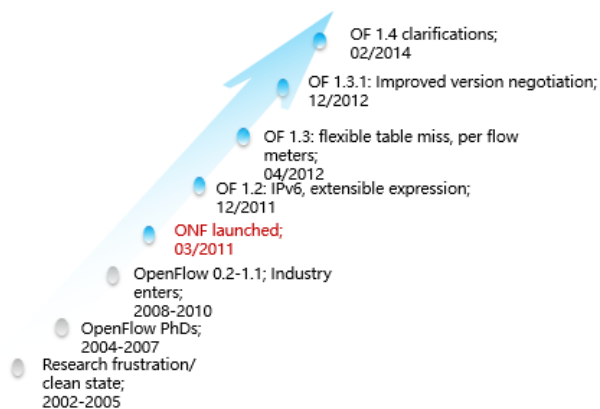 OF 1.4 clarifications;
02/2014
OF 1.3.1: Improved version negotiation;
12/2012
OF 1.3: flexible table miss, per flow
meters;
04/2012
OF 1.2: IPv6, extensible expression;
12/2011
ONF launched;
03/2011
OpenFlow 0.2-1.1; Industry
enters;
2008-2010
OpenFlow PhDs;
2004-2007
Research frustration/
clean state;
2002-2005